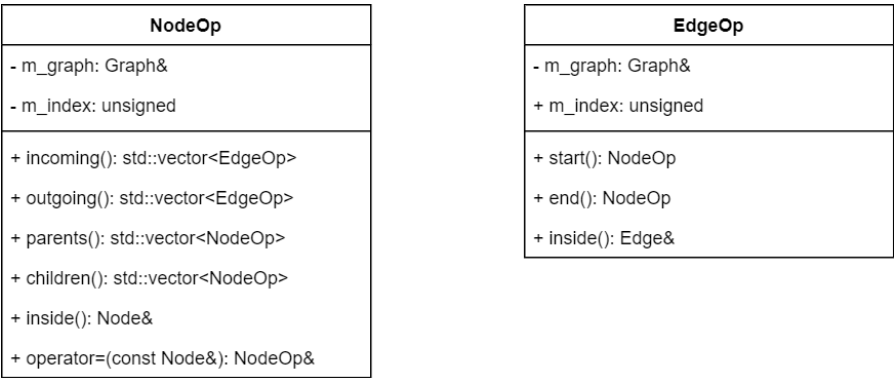 NodeOp
- m_graph: Graph&
- m_index: unsigned
+ incoming(): std::vector<EdgeOp>
+ outgoing(): std::vector<EdgeOp>
+ parents(): std::vector<NodeOp>
+ children(): std::vector<NodeOp>
+ inside(): Node&
+ operator=(const Node&): NodeOp&
EdgeOp
- m_graph: Graph&
+ m_index: unsigned
+ start(): NodeOp
+ end(): NodeOp
+ inside(): Edge&